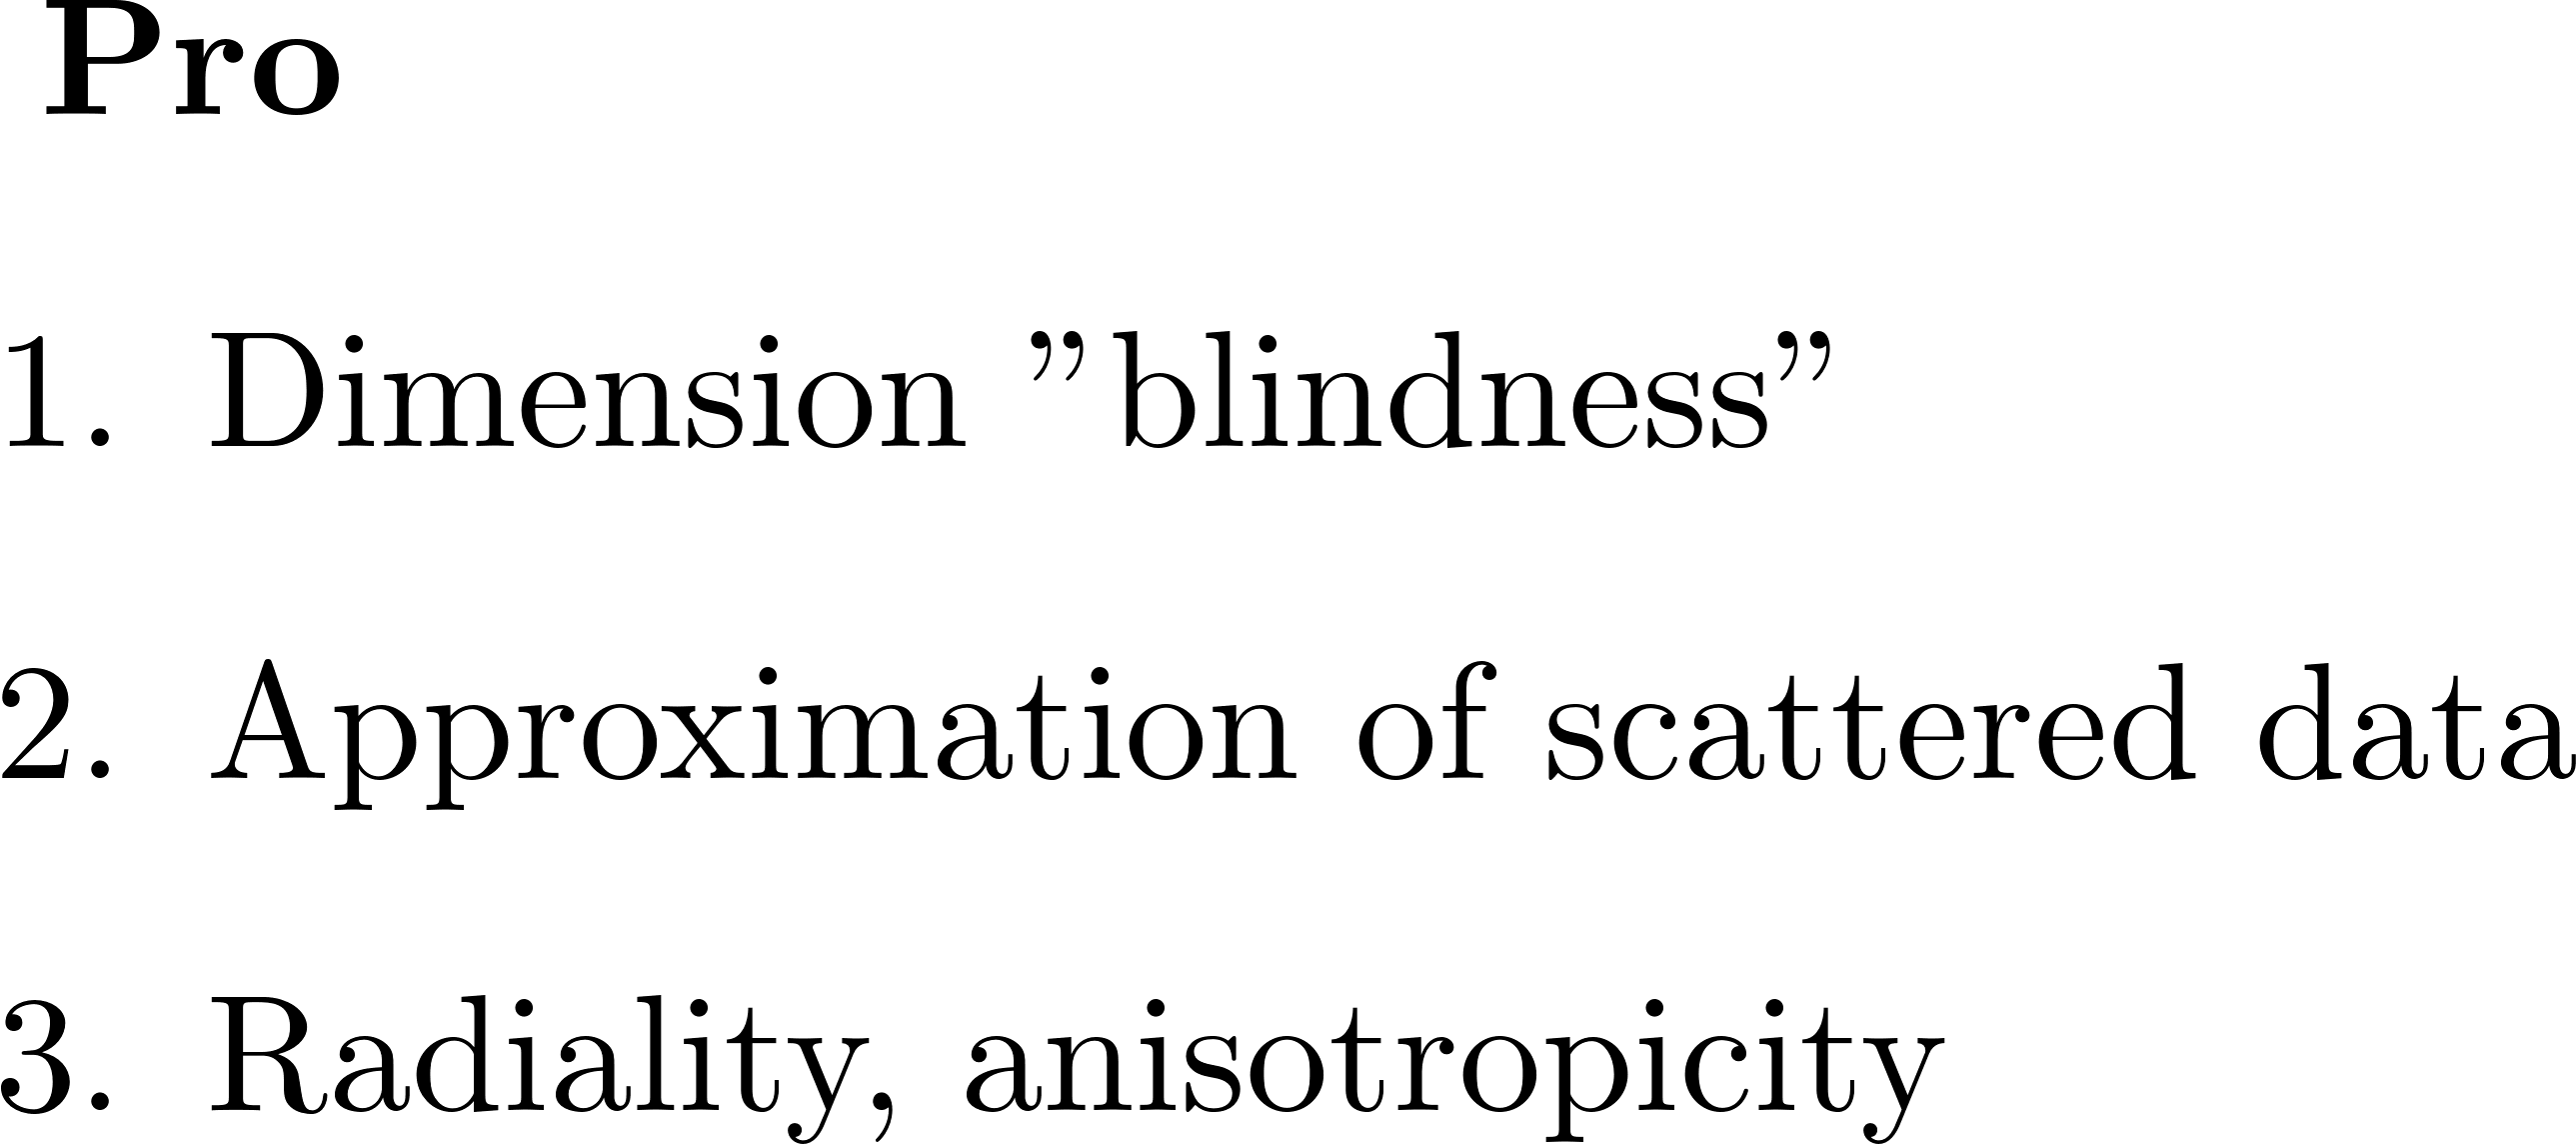 Pro
1. Dimension ”blindness”
2. Approximation of scattered data
3. Radiality, anisotropicity